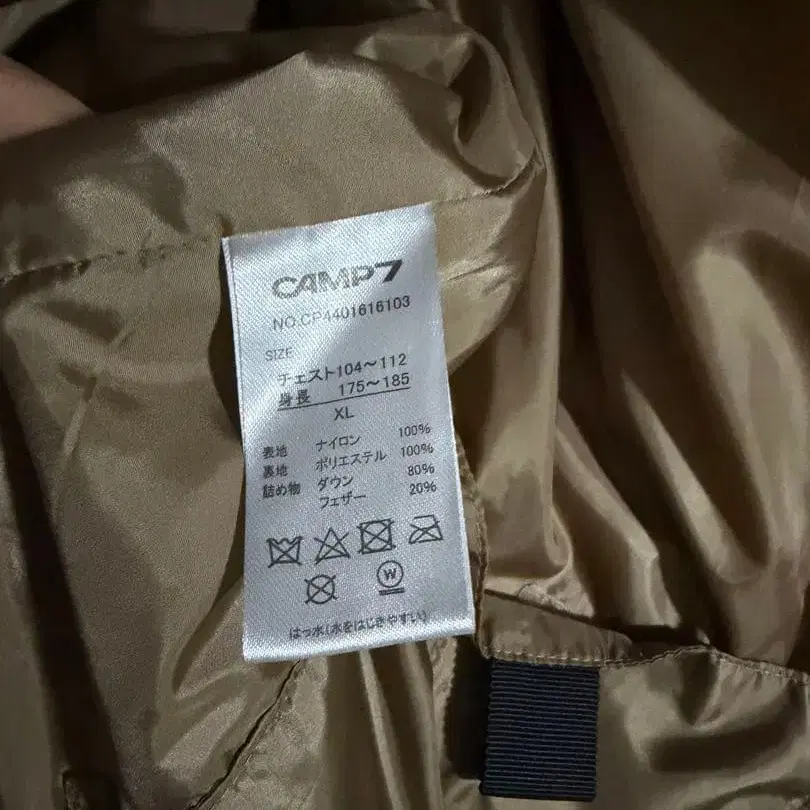 CAMP7
NO.CP4401616103
SIZE
チェスト104～112
身長 175～185
XL
表地 ナイロン 100%
裏地 ポリエステル 100%
詰め物 ダウン 80%
フェザー 20%
W
はっ水(水をはじきやすい)